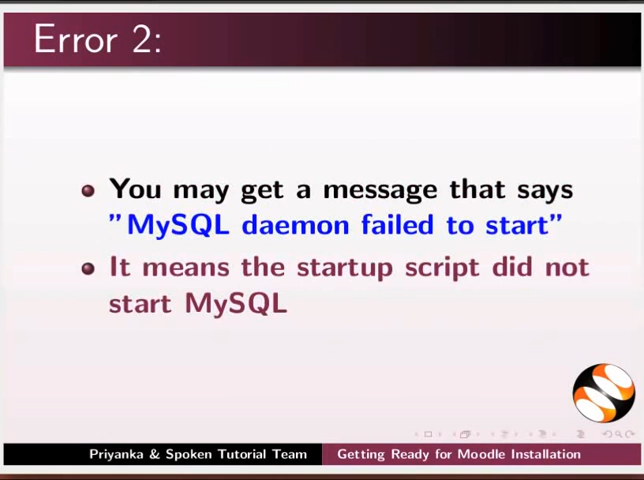 Error 2:
You may get a message that says
"MySQL daemon failed to start"
It means the startup script did not
start MySQL
Priyanka & Spoken Tutorial Team
Getting Ready for Moodle Installation